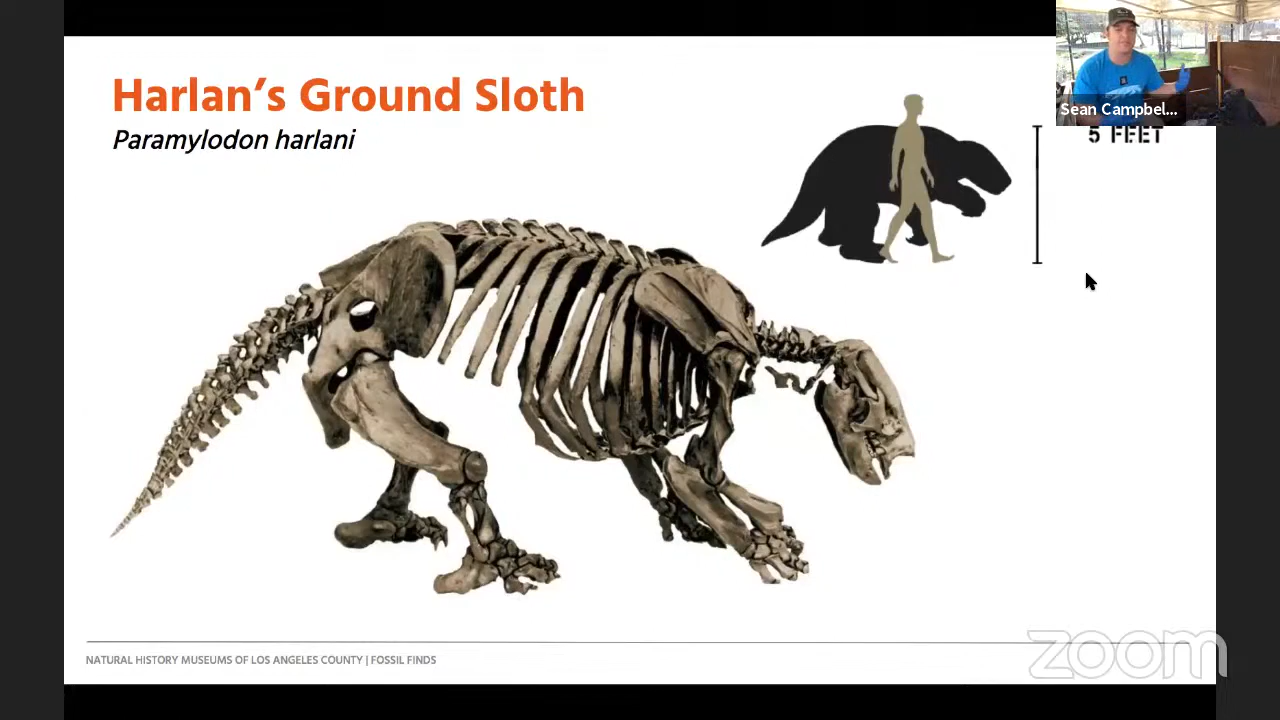 Harlan's Ground Sloth
Paramylodon harlani
Sean Campbel...
5 FEET
NATURAL HISTORY MUSEUMS OF LOS ANGELES COUNTY | FOSSIL FINDS
zoom